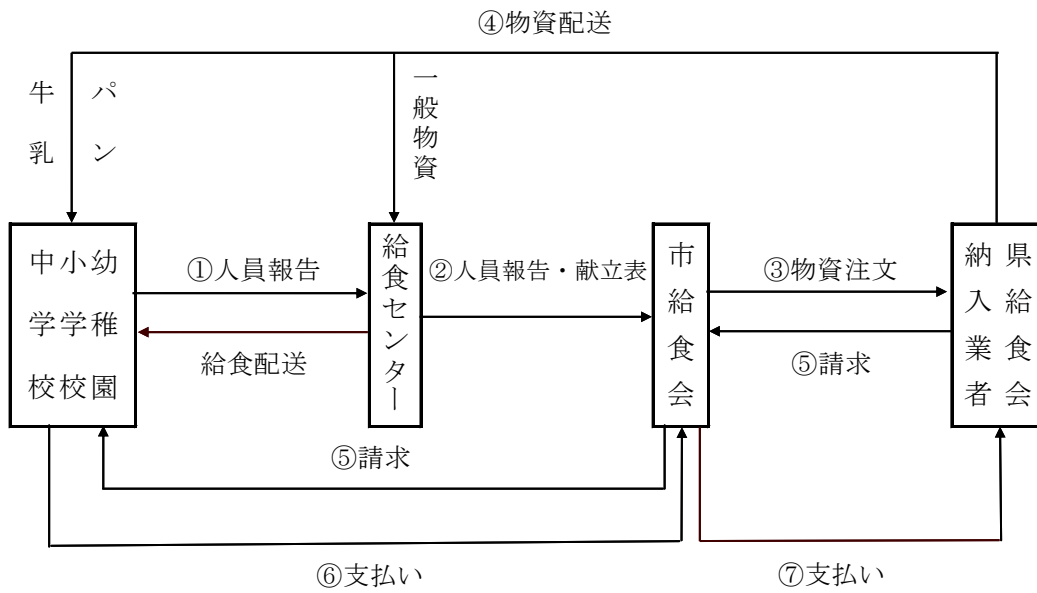 ④物資配送
牛乳
パン
一般物資
幼稚園
小学校
中学校
①人員報告
給食配送
給食センター
②人員報告・献立表
市給食会
③物資注文
⑤請求
県給食会
納入業者
⑤請求
⑥支払い
⑦支払い